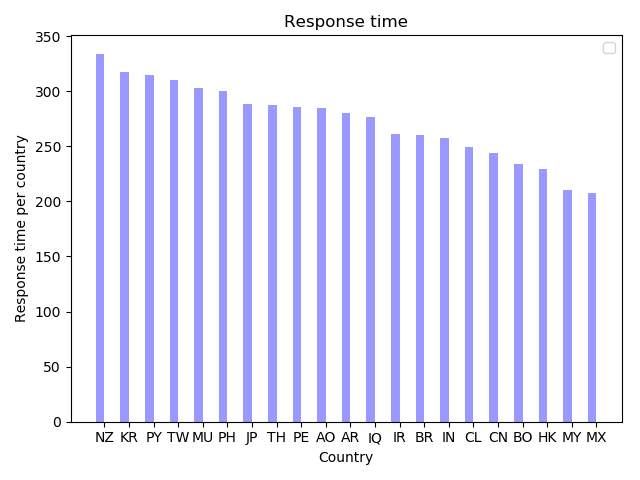 Response time
350
300
250
200
150
100
50
0
Response time per country
NZ KR PY TW MU PH JP TH PE AO AR IQ IR BR IN CL CN BO HK MY MX
Country